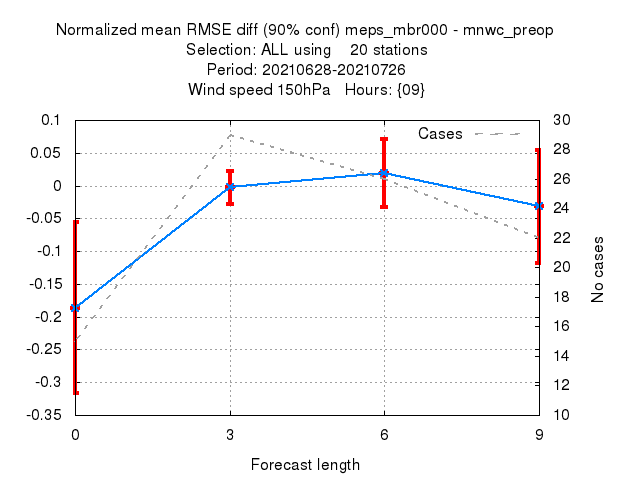 Normalized mean RMSE diff (90% conf) meps_mbr000 - mnwc_preop
Selection: ALL using 20 stations
Period: 20210628-20210726
Wind speed 150hPa Hours: {09}
Cases
0.1
0.05
0
-0.05
-0.1
-0.15
-0.2
-0.25
-0.3
-0.35
30
28
26
24
22
20
18
16
14
12
10
No cases
0 3 6 9
Forecast length